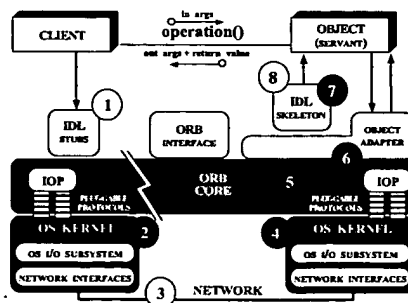 in args
CLIENT
operation()
OBJECT
(SERVANT)
out args + return value
8
7
1
IDL
STUBS
ORB
INTERFACE
IDL
SKELETON
OBJECT
ADAPTER
6
IOP
ORB
CORE
5
IOP
PLUGGABLE
PROTOCOLS
PLUGGABLE
PROTOCOLS
OS KERNEL
2
4
OS KERNEL
OS I/O SUBSYSTEM
OS I/O SUBSYSTEM
NETWORK INTERFACES
NETWORK INTERFACES
3
NETWORK